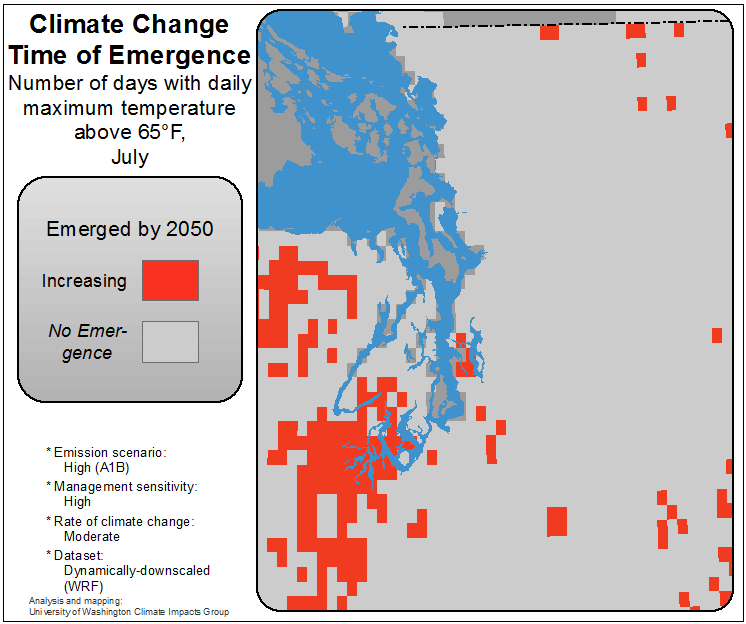 Climate Change
Time of Emergence
Number of days with daily
maximum temperature
above 65°F,
July
Emerged by 2050
Increasing
No Emer-
gence
* Emission scenario:
High (A1B)
* Management sensitivity:
High
* Rate of climate change:
Moderate
* Dataset:
Dynamically-downscaled
(WRF)
Analysis and mapping:
University of Washington Climate Impacts Group